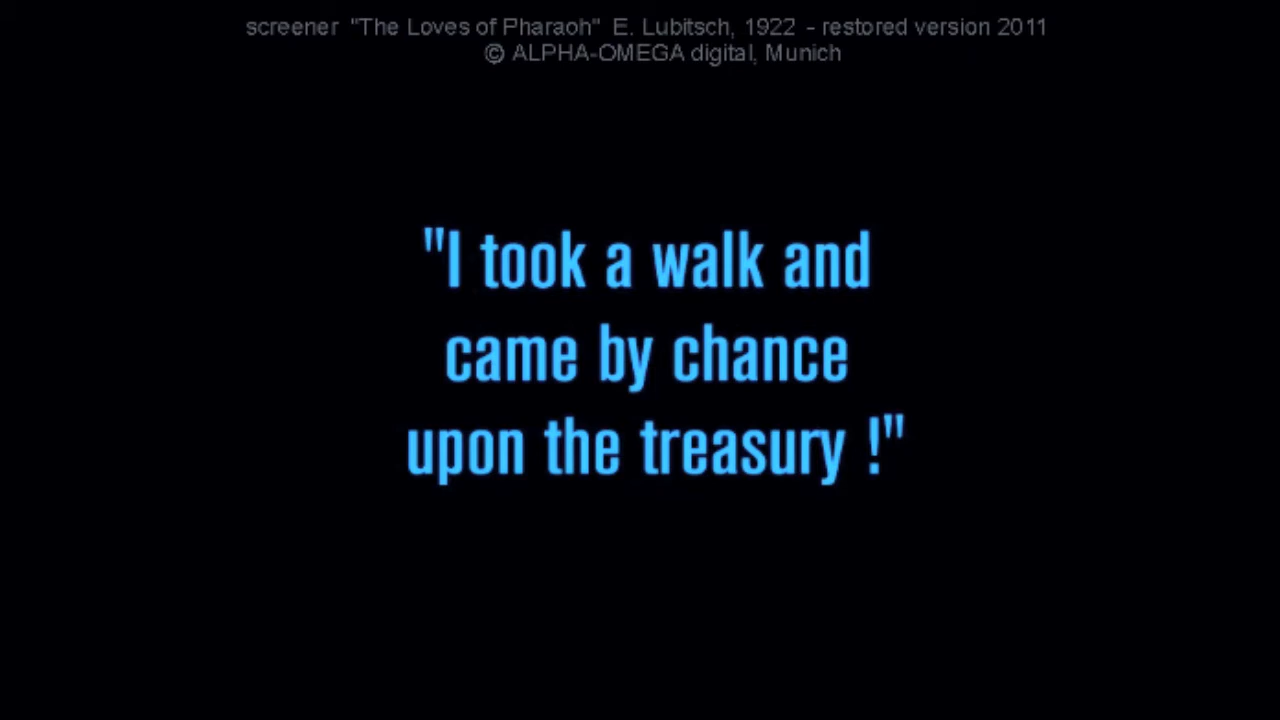 screener "The Loves of Pharaoh" E. Lubitsch, 1922 - restored version 2011
© ALPHA-OMEGA digital, Munich
"I took a walk and
came by chance
upon the treasury !"